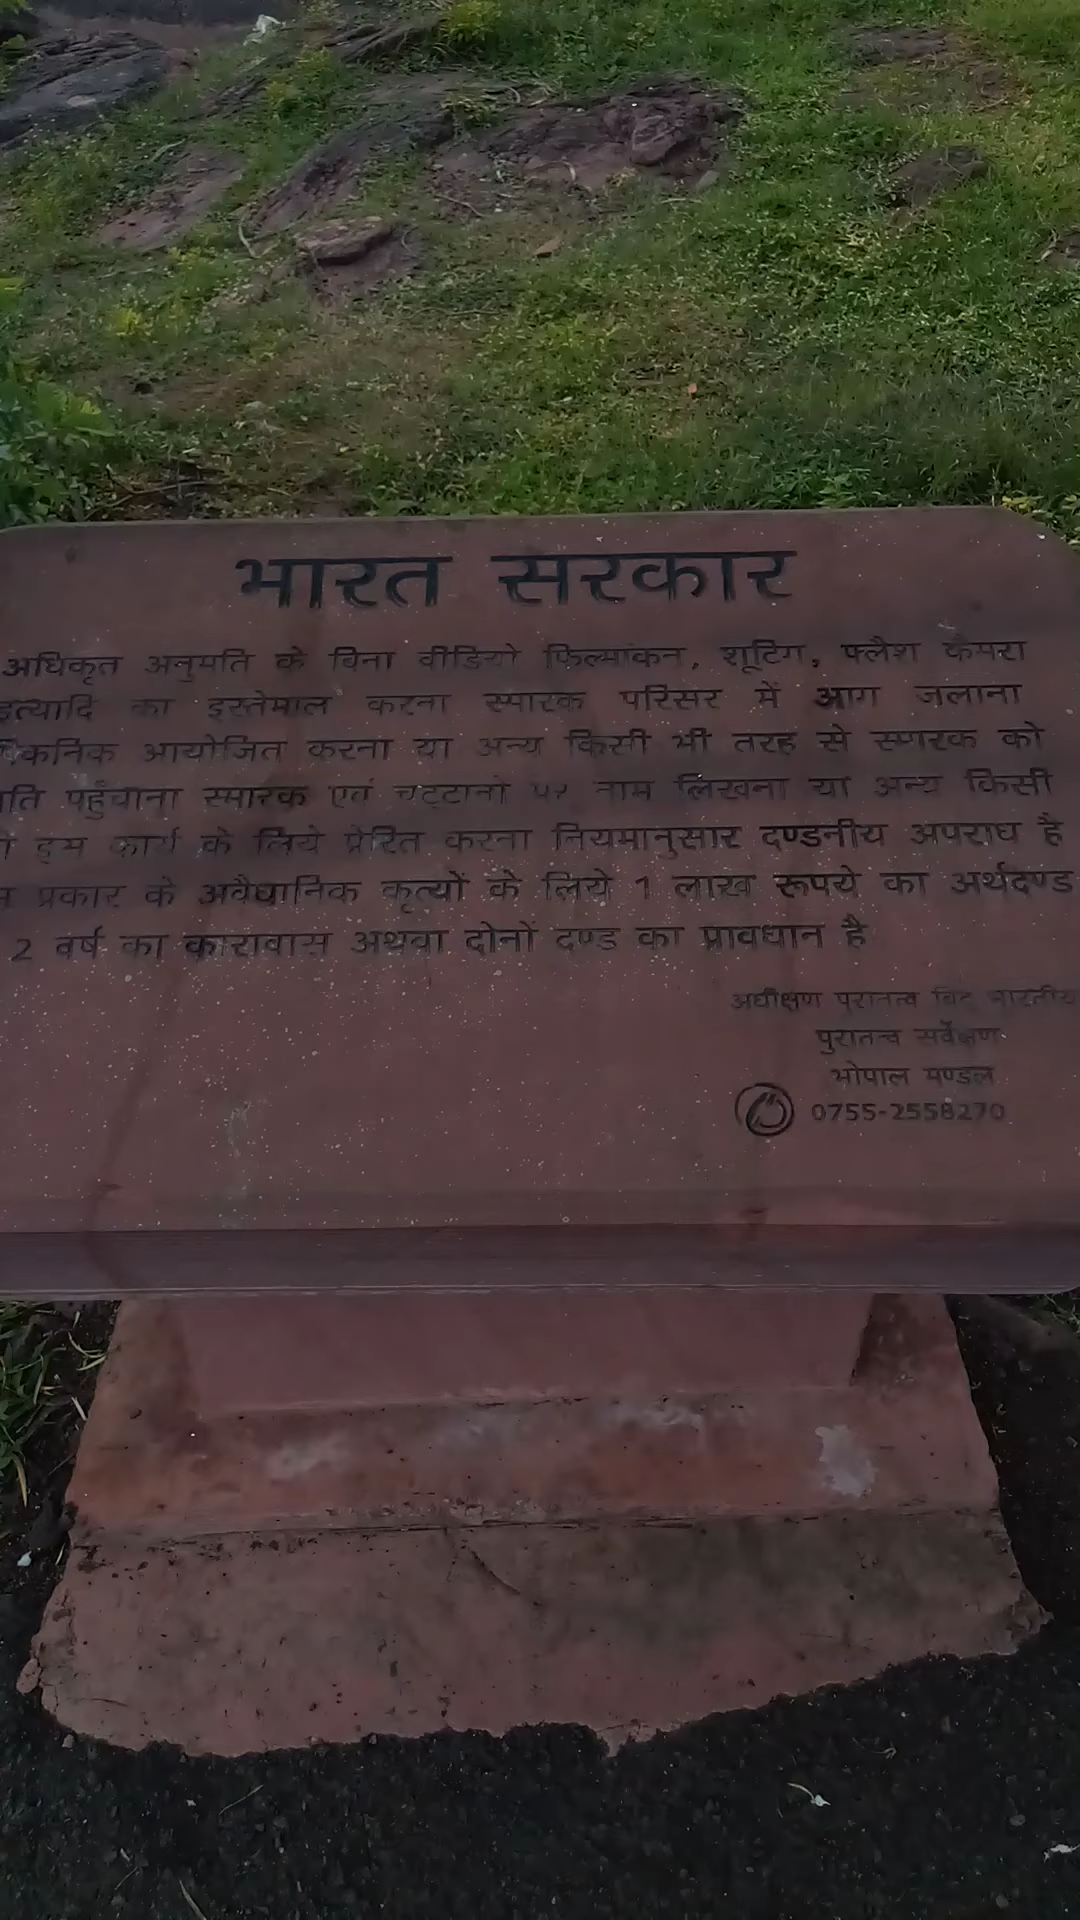 भारत सरकार
अधिकृत अनुमति के बिना वीडियो फिल्मांकन, शूटिंग, फ्लैश कैमरा
इत्यादि का इस्तेमाल करना स्मारक परिसर में आग जलाना
पिकनिक आयोजित करना या अन्य किसी भी तरह से स्मारक को
पहुँचाना स्मारक एवं चट्टानों पर नाम लिखना या अन्य किसी
इस कार्य के लिये प्रेरित करना नियमानुसार दण्डनीय अपराध है
प्रकार के अवैधानिक कृत्यों के लिये 1 लाख रूपये का अर्थदण्ड
2 वर्ष का कारावास अथवा दोनों दण्ड का प्रावधान है
अधीक्षण पुरातत्व विद् भारतीय
पुरातत्व सर्वेक्षण
भोपाल मण्डल
0755-2558270